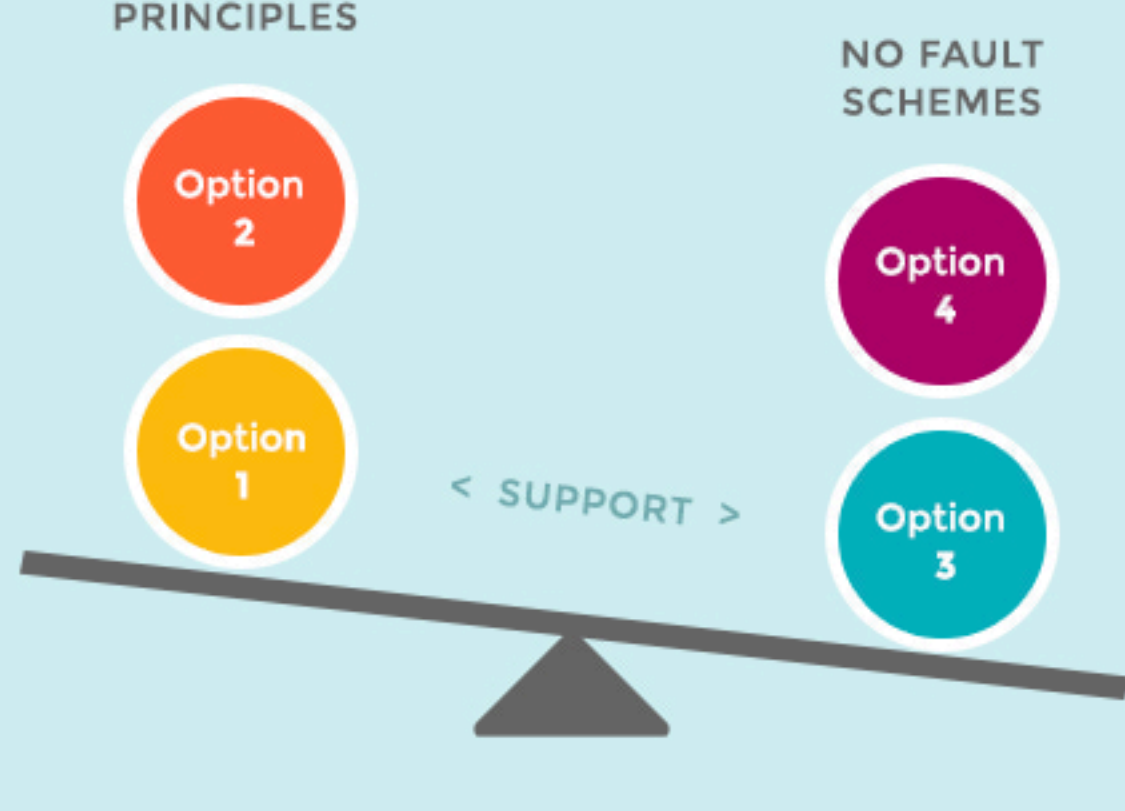 PRINCIPLES
Option
2
Option
1
< SUPPORT >
NO FAULT
SCHEMES
Option
4
Option
3